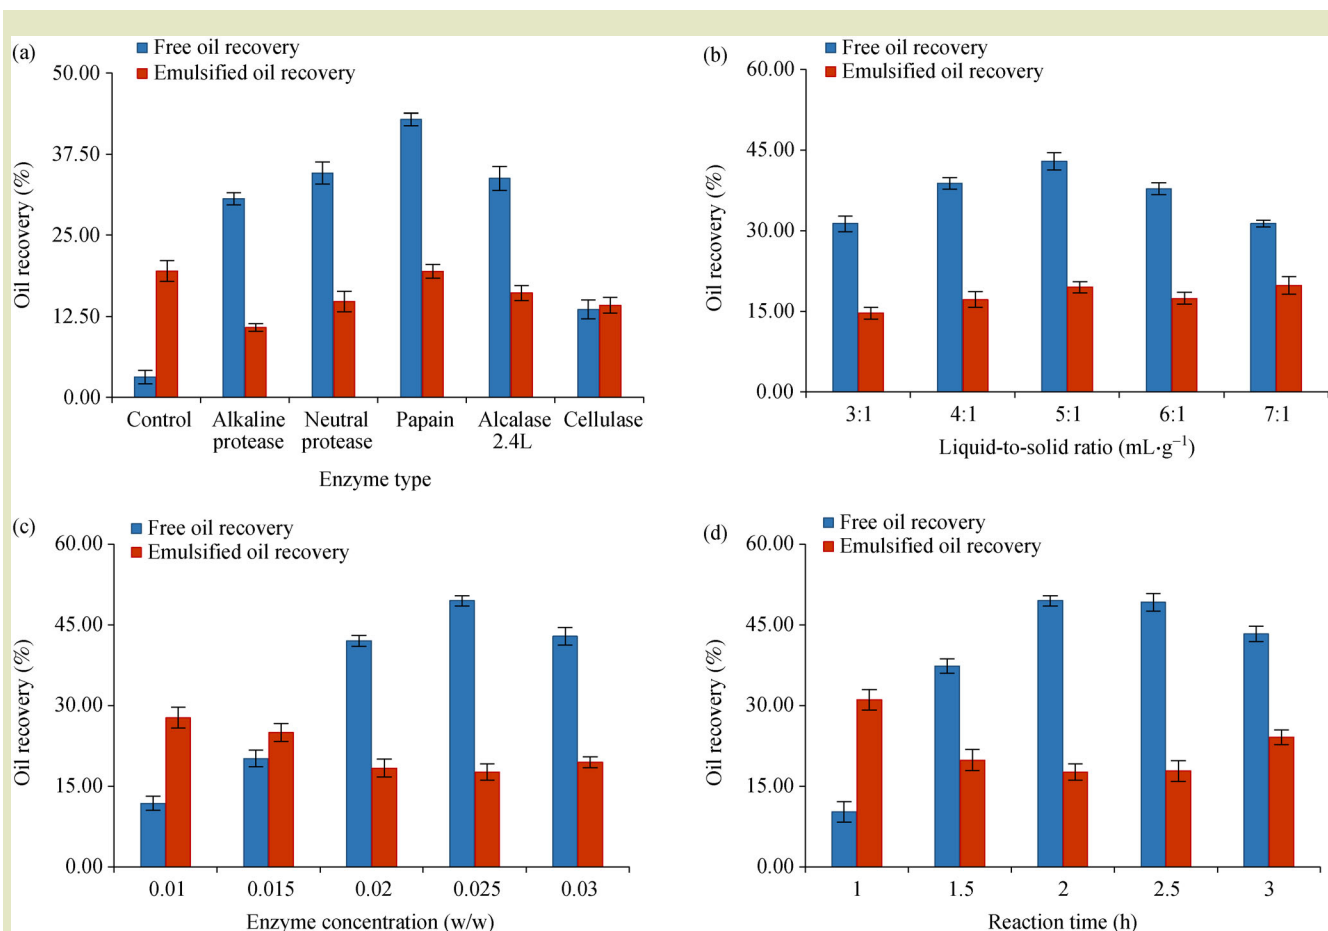 (a)
Free oil recovery
Emulsified oil recovery
50.00
37.50
25.00
12.50
0.00
Oil recovery (%)
Control
Alkaline protease
Neutral protease
Papain
Alcalase 2.4L
Cellulase
Enzyme type
(b)
Free oil recovery
Emulsified oil recovery
60.00
45.00
30.00
15.00
0.00
Oil recovery (%)
3:1 4:1 5:1 6:1 7:1
Liquid-to-solid ratio (mL·g⁻¹)
(c)
Free oil recovery
Emulsified oil recovery
60.00
45.00
30.00
15.00
0.00
Oil recovery (%)
0.01 0.015 0.02 0.025 0.03
Enzyme concentration (w/w)
(d)
Free oil recovery
Emulsified oil recovery
60.00
45.00
30.00
15.00
0.00
Oil recovery (%)
1 1.5 2 2.5 3
Reaction time (h)